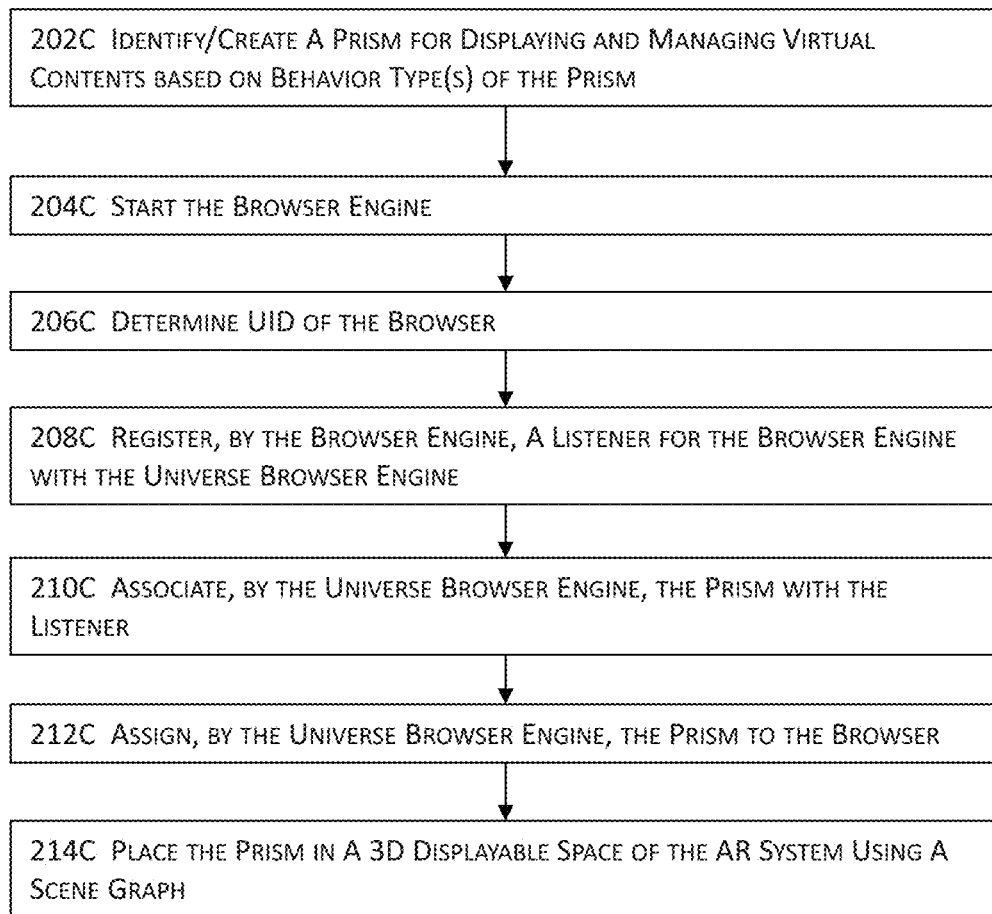 202C Identify/Create A Prism for Displaying and Managing Virtual
Contents based on Behavior Type(s) of the Prism
204C Start the Browser Engine
206C Determine UID of the Browser
208C Register, by the Browser Engine, A Listener for the Browser Engine
with the Universe Browser Engine
210C Associate, by the Universe Browser Engine, the Prism with the
Listener
212C Assign, by the Universe Browser Engine, the Prism to the Browser
214C Place the Prism in A 3D Displayable Space of the AR System Using A
Scene Graph